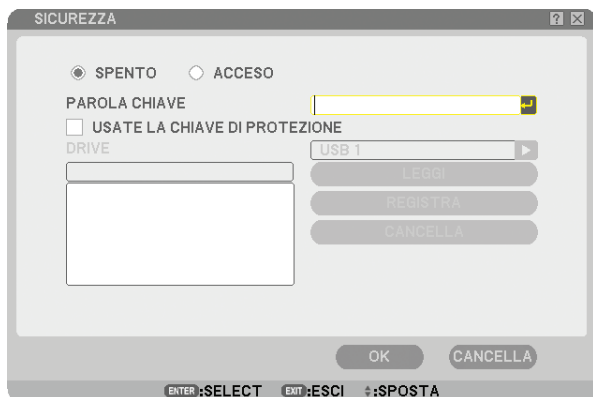 SICUREZZA
SPENTO ACCESO
PAROLA CHIAVE
USATE LA CHIAVE DI PROTEZIONE
DRIVE USB 1
LEGGI
REGISTRA
CANCELLA
OK CANCELLA
ENTER :SELECT EXIT :ESCI :SPOSTA